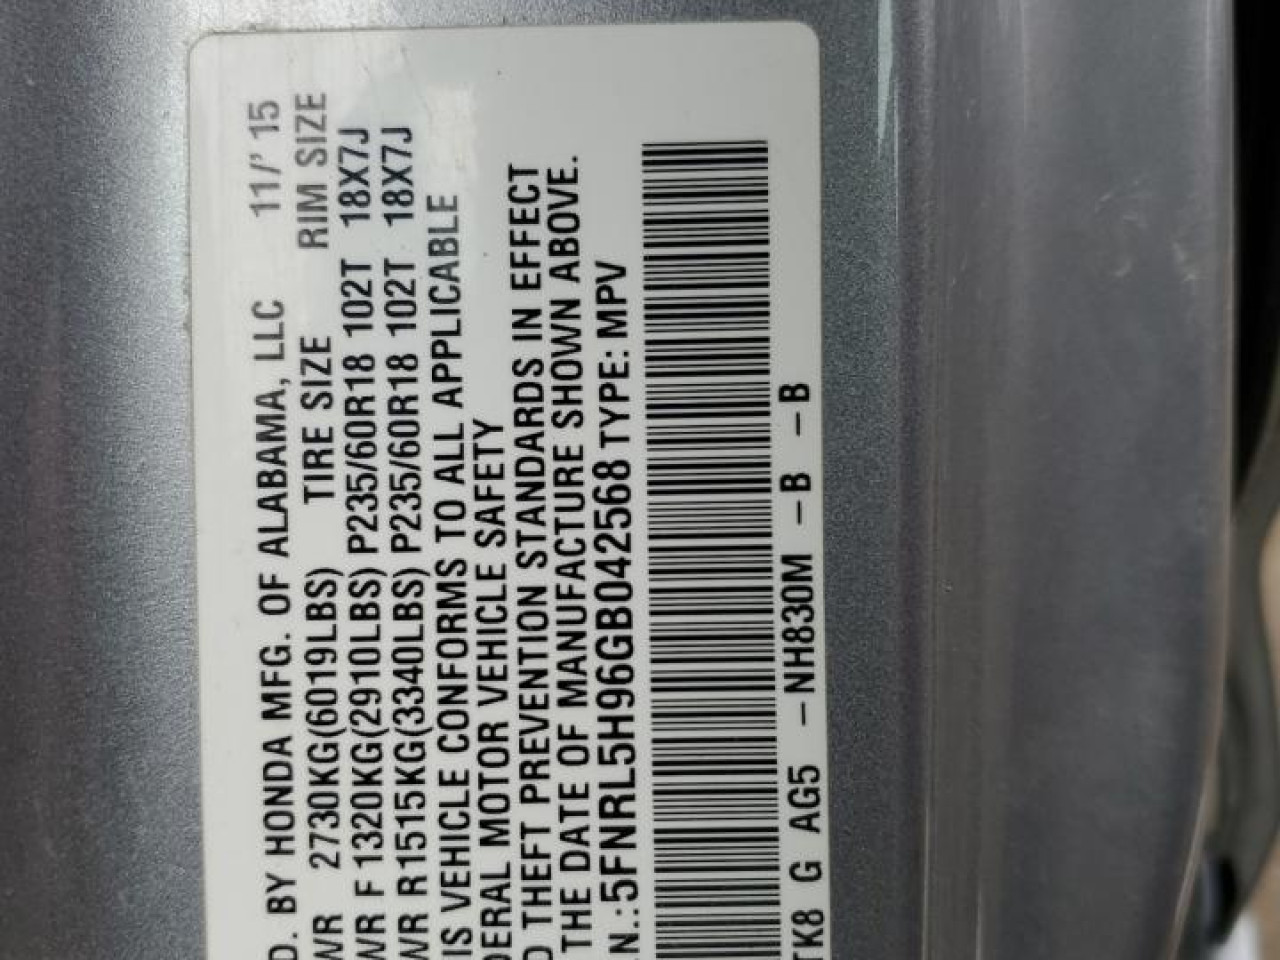 D. BY HONDA MFG. OF ALABAMA, LLC 11/'15
WR 2730KG(6019LBS) TIRE SIZE RIM SIZE
WR F 1320KG(2910LBS) P235/60R18 102T 18X7J
WR R 1515KG(3340LBS) P235/60R18 102T 18X7J
IS VEHICLE CONFORMS TO ALL APPLICABLE
DERAL MOTOR VEHICLE SAFETY
D THEFT PREVENTION STANDARDS IN EFFECT
THE DATE OF MANUFACTURE SHOWN ABOVE.
N.:5FNRL5H96GB042568 TYPE: MPV
TK8 G AG5 –NH830M –B –B